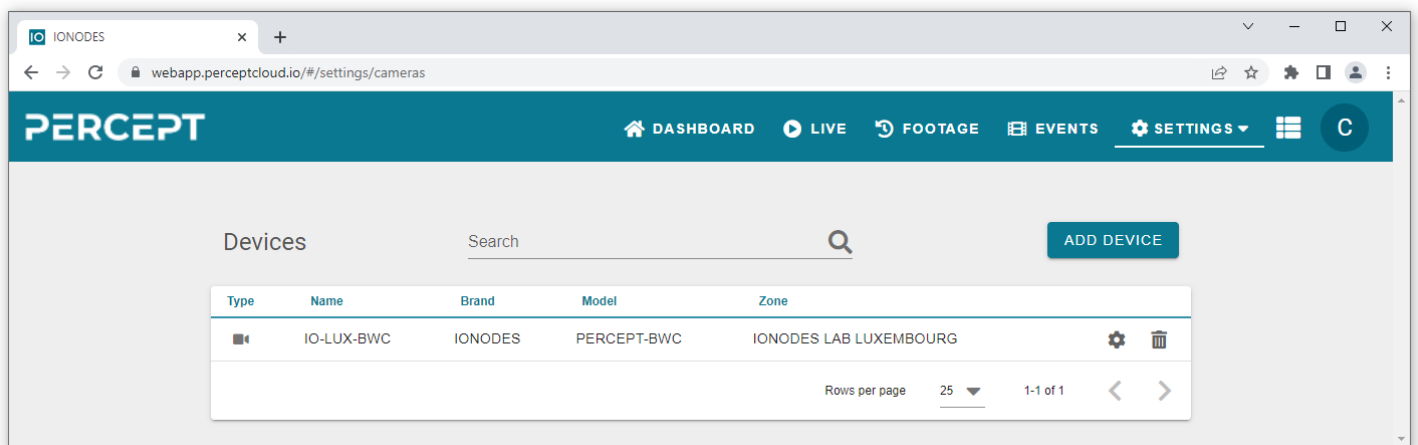 IO IONODES
webapp.perceptcloud.io/#/settings/cameras
PERCEPT DASHBOARD LIVE FOOTAGE EVENTS SETTINGS C
Devices Search ADD DEVICE
Type Name Brand Model Zone
IO-LUX-BWC IONODES PERCEPT-BWC IONODES LAB LUXEMBOURG
Rows per page 25 1-1 of 1